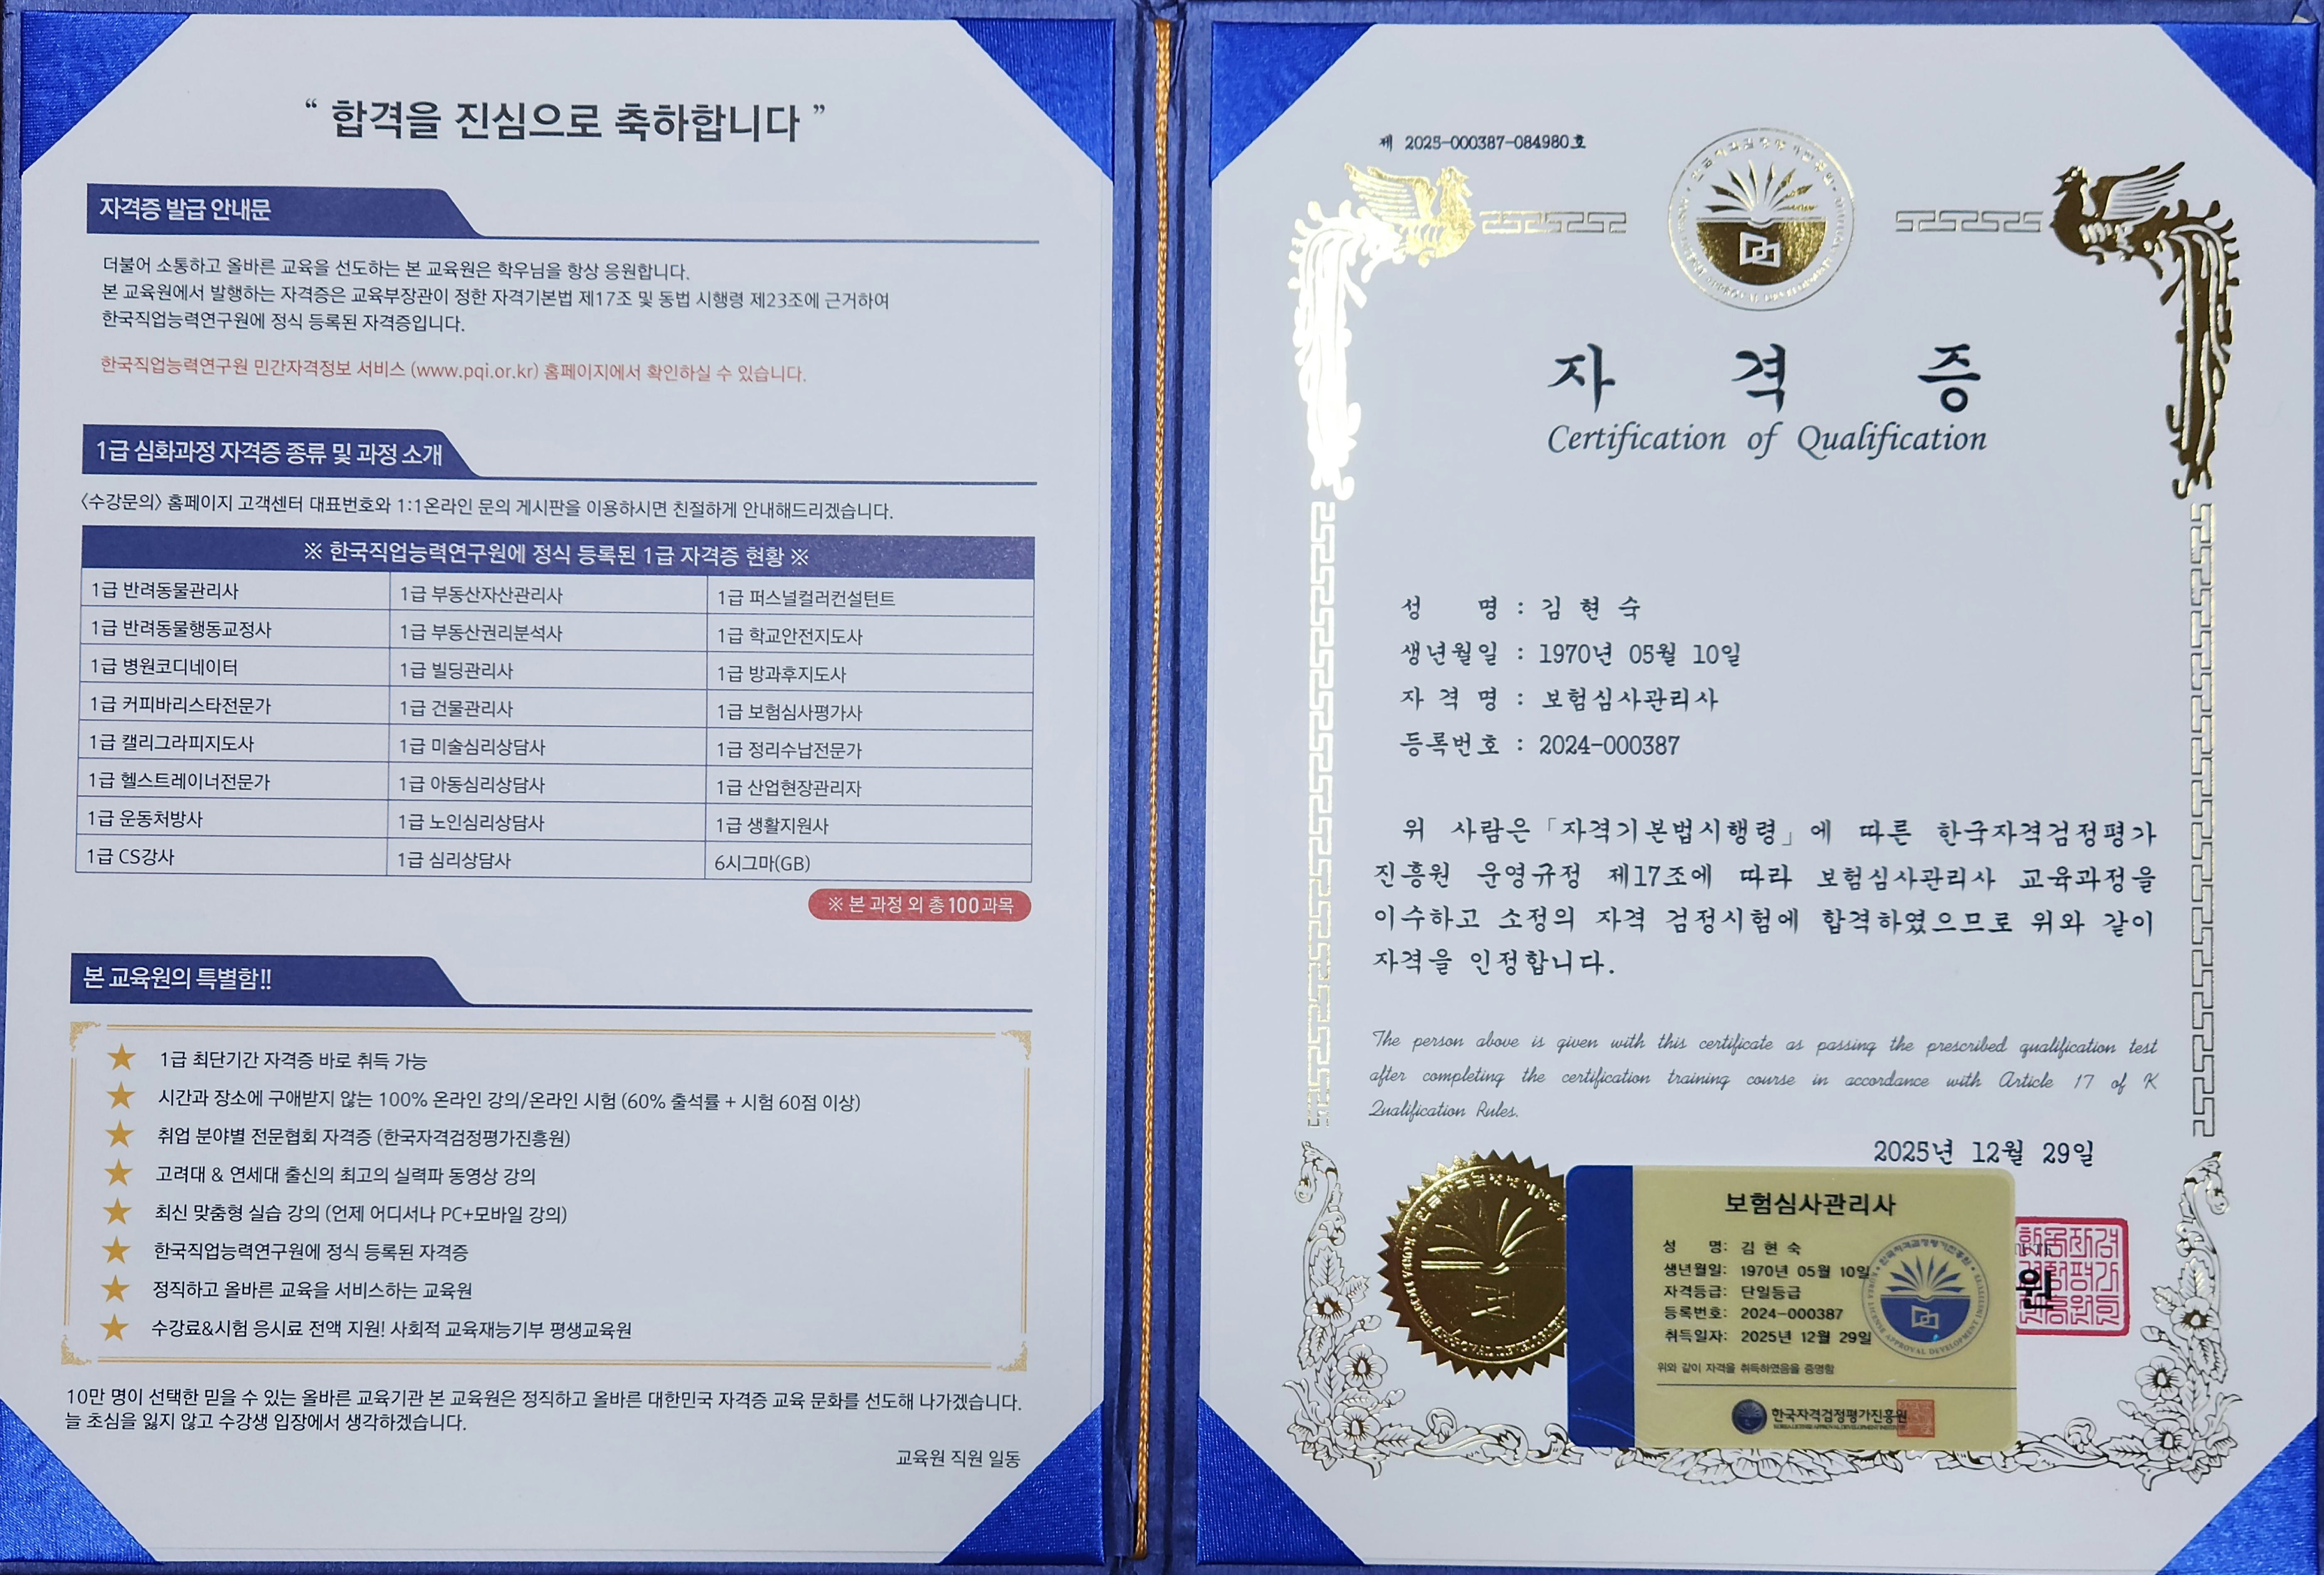 “ 합격을 진심으로 축하합니다 ”
자격증 발급 안내문
더불어 소통하고 올바른 교육을 선도하는 본 교육원은 학우님을 항상 응원합니다.
본 교육원에서 발행하는 자격증은 교육부장관이 정한 자격기본법 제17조 및 동법 시행령 제23조에 근거하여
한국직업능력연구원에 정식 등록된 자격증입니다.
한국직업능력연구원 민간자격정보 서비스 (www.pqi.or.kr) 홈페이지에서 확인하실 수 있습니다.
1급 심화과정 자격증 종류 및 과정 소개
〈수강문의〉 홈페이지 고객센터 대표번호와 1:1온라인 문의 게시판을 이용하시면 친절하게 안내해드리겠습니다.
※ 한국직업능력연구원에 정식 등록된 1급 자격증 현황 ※
1급 반려동물관리사 1급 부동산자산관리사 1급 퍼스널컬러컨설턴트
1급 반려동물행동교정사 1급 부동산권리분석사 1급 학교안전지도사
1급 병원코디네이터 1급 빌딩관리사 1급 방과후지도사
1급 커피바리스타전문가 1급 건물관리사 1급 보험심사평가사
1급 캘리그라피지도사 1급 미술심리상담사 1급 정리수납전문가
1급 헬스트레이너전문가 1급 아동심리상담사 1급 산업현장관리자
1급 운동처방사 1급 노인심리상담사 1급 생활지원사
1급 CS강사 1급 심리상담사 6시그마(GB)
※ 본 과정 외 총 100과목
본 교육원의 특별함!!
★ 1급 최단기간 자격증 바로 취득 가능
★ 시간과 장소에 구애받지 않는 100% 온라인 강의/온라인 시험 (60% 출석률 + 시험 60점 이상)
★ 취업 분야별 전문협회 자격증 (한국자격검정평가진흥원)
★ 고려대 & 연세대 출신의 최고의 실력파 동영상 강의
★ 최신 맞춤형 실습 강의 (언제 어디서나 PC+모바일 강의)
★ 한국직업능력연구원에 정식 등록된 자격증
★ 정직하고 올바른 교육을 서비스하는 교육원
★ 수강료&시험 응시료 전액 지원! 사회적 교육재능기부 평생교육원
10만 명이 선택한 믿을 수 있는 올바른 교육기관 본 교육원은 정직하고 올바른 대한민국 자격증 교육 문화를 선도해 나가겠습니다.
늘 초심을 잃지 않고 수강생 입장에서 생각하겠습니다.
교육원 직원 일동
제 2025-000387-084980호
자 격 증
Certification of Qualification
성 명 : 김 현 숙
생년월일 : 1970년 05월 10일
자 격 명 : 보험심사관리사
등록번호 : 2024-000387
위 사람은 「자격기본법시행령」에 따른 한국자격검정평가
진흥원 운영규정 제17조에 따라 보험심사관리사 교육과정을
이수하고 소정의 자격 검정시험에 합격하였으므로 위와 같이
자격을 인정합니다.
The person above is given with this certificate as passing the prescribed qualification test
after completing the certification training course in accordance with Article 17 of K
Qualification Rules.
2025년 12월 29일
원
보험심사관리사
성 명: 김 현 숙
생년월일: 1970년 05월 10일
자격등급: 단일등급
등록번호: 2024-000387
취득일자: 2025년 12월 29일
위와 같이 자격을 취득하였음을 증명함
한국자격검정평가진흥원
KOREA LICENSE APPROVAL DEVELOPMENT INSTITUTE